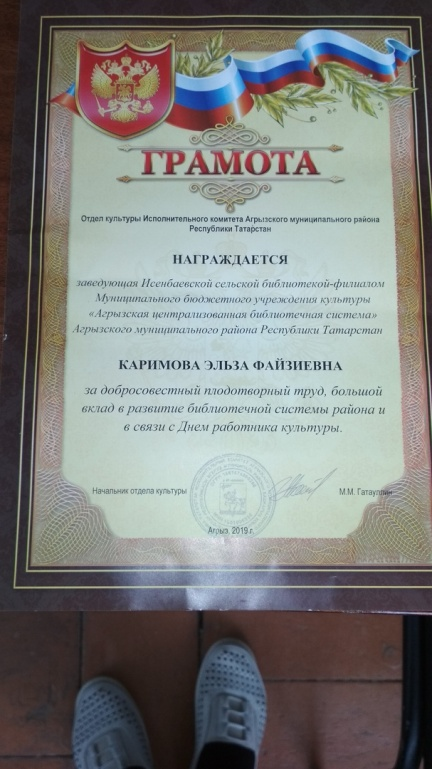 ГРАМОТА
Отдел культуры Исполнительного комитета Агрызского муниципального района
Республики Татарстан
НАГРАЖДАЕТСЯ
заведующая Исенбаевской сельской библиотекой-филиалом
Муниципального бюджетного учреждения культуры
«Агрызская централизованная библиотечная система»
Агрызского муниципального района Республики Татарстан
КАРИМОВА ЭЛЬЗА ФАЙЗИЕВНА
за добросовестный плодотворный труд, большой
вклад в развитие библиотечной системы района и
в связи с Днем работника культуры.
Начальник отдела культуры М.М. Гатауллин
Агрыз, 2019 г.